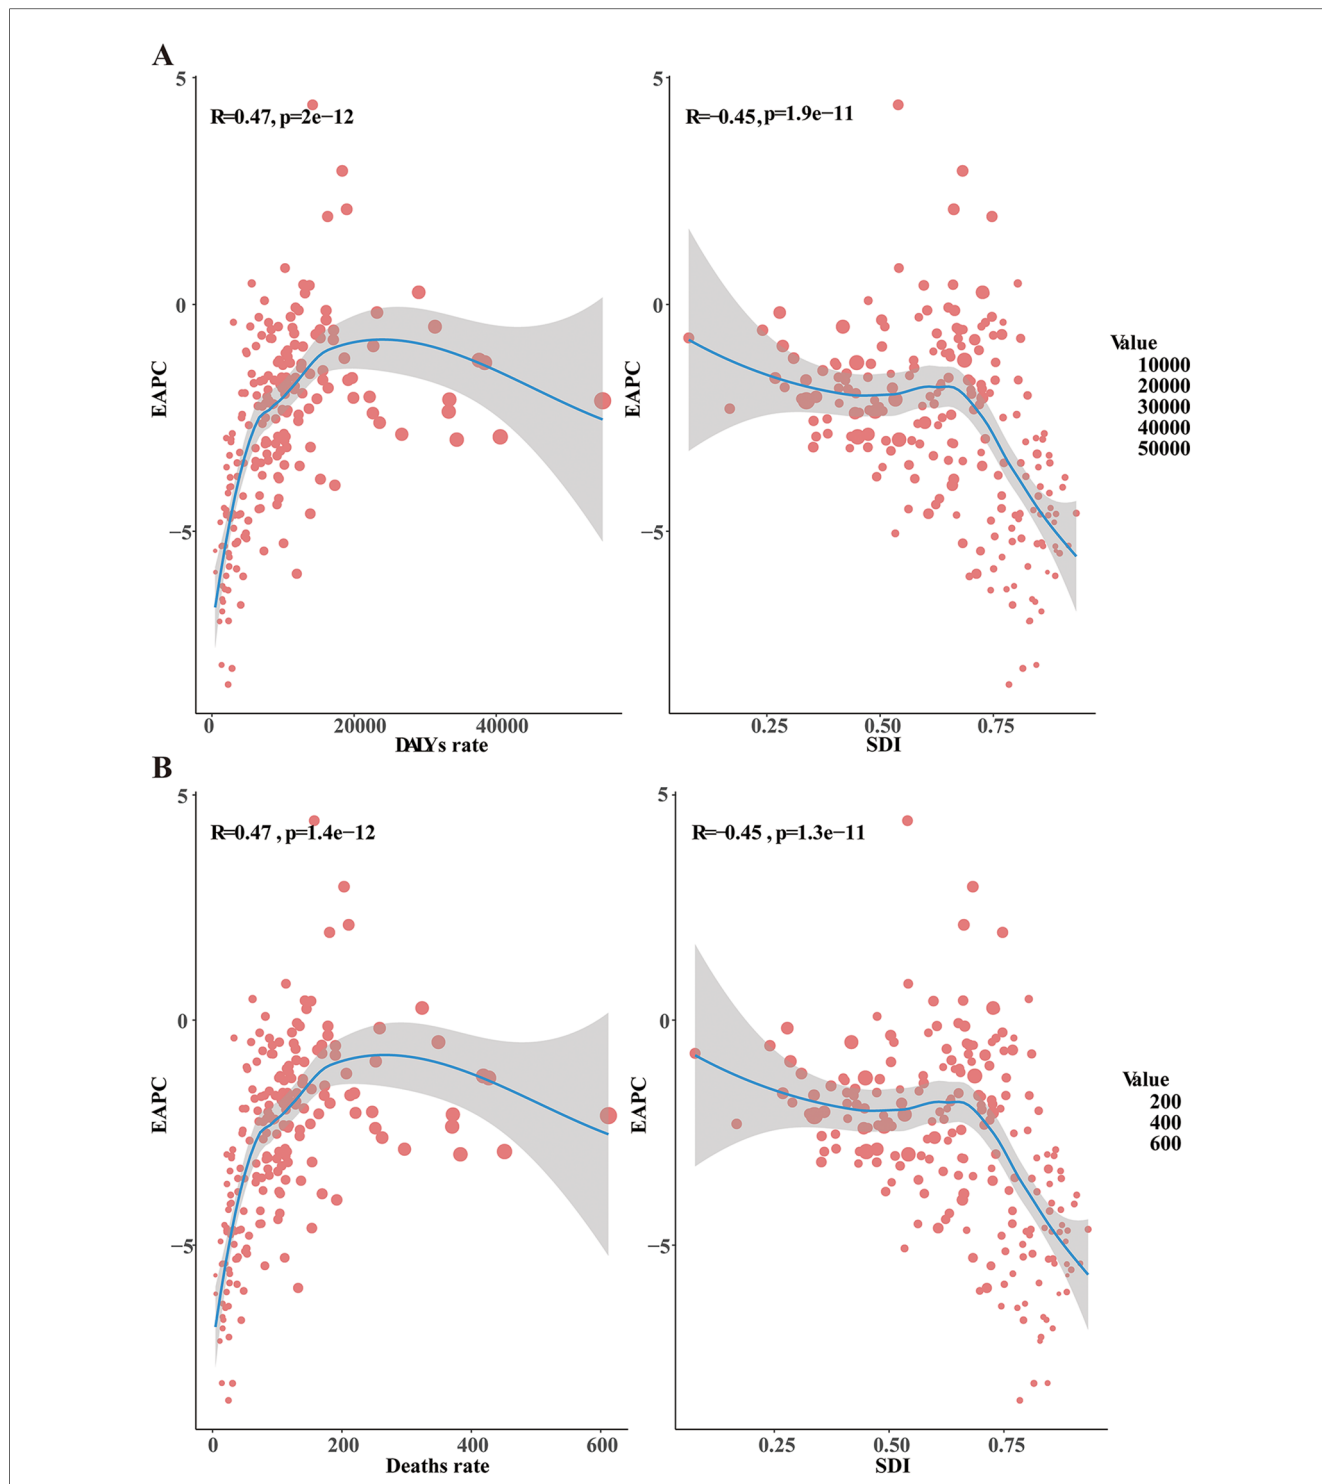 A
5
R=0.47, p=2e−12
0
EAPC
−5
0 20000 40000
DALYs rate
5
R=−0.45, p=1.9e−11
0
EAPC
−5
0.25 0.50 0.75
SDI
Value
10000
20000
30000
40000
50000
B
5
R=0.47 , p=1.4e−12
0
EAPC
−5
0 200 400 600
Deaths rate
5
R=−0.45 , p=1.3e−11
0
EAPC
−5
0.25 0.50 0.75
SDI
Value
200
400
600